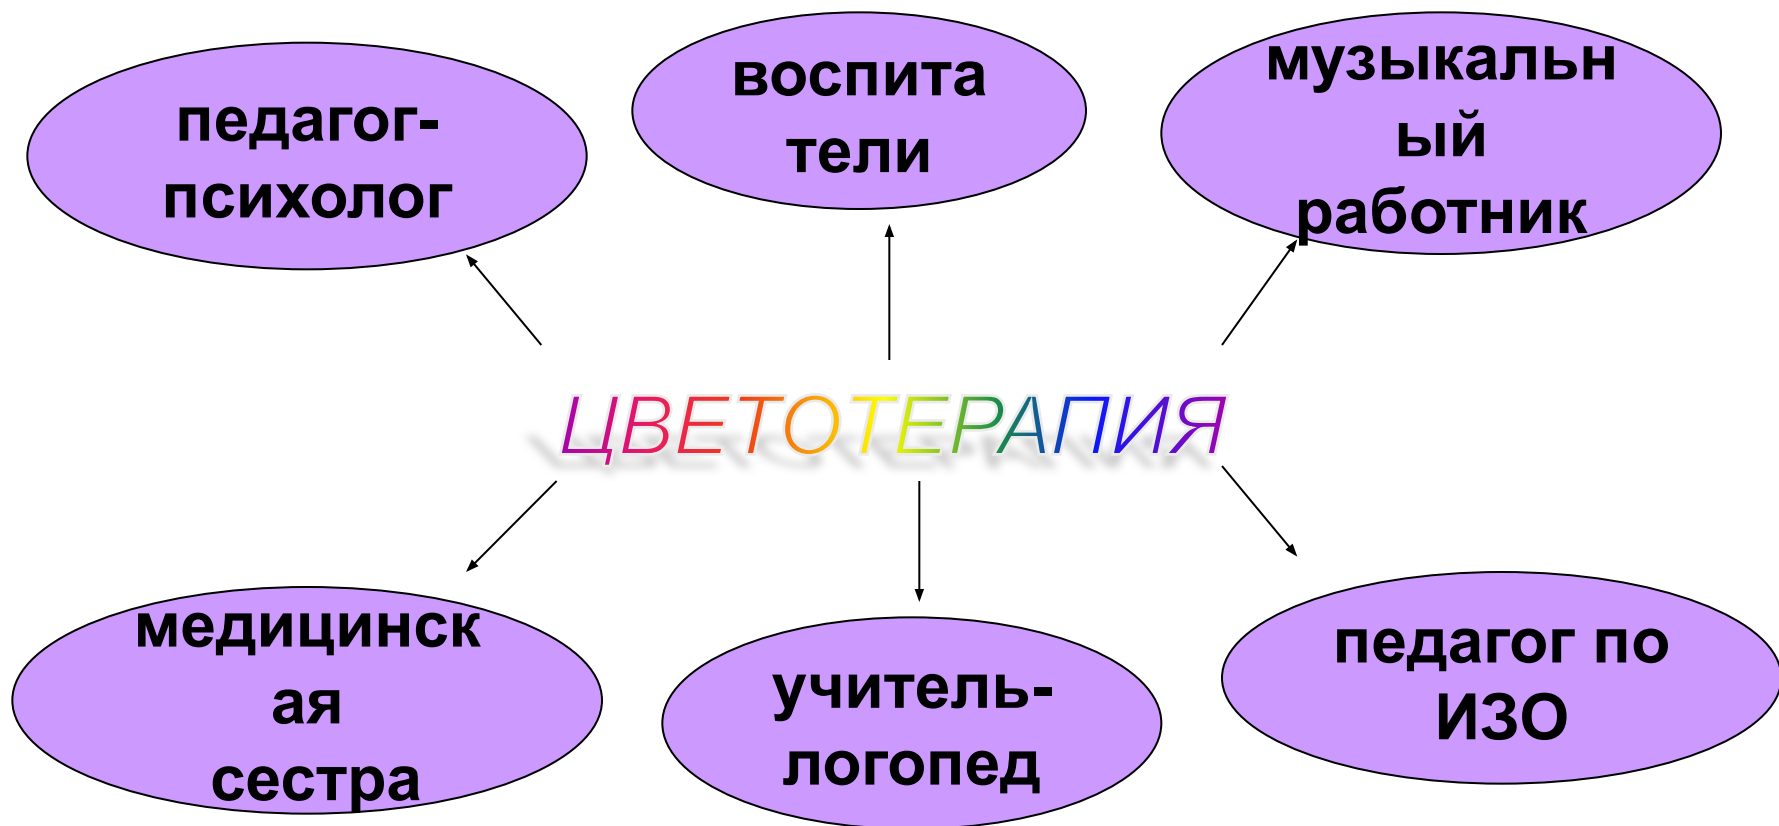 педагог-
психолог
воспита
тели
музыкальн
ый
работник
ЦВЕТОТЕРАПИЯ
медицинск
ая
сестра
учитель-
логопед
педагог по
ИЗО